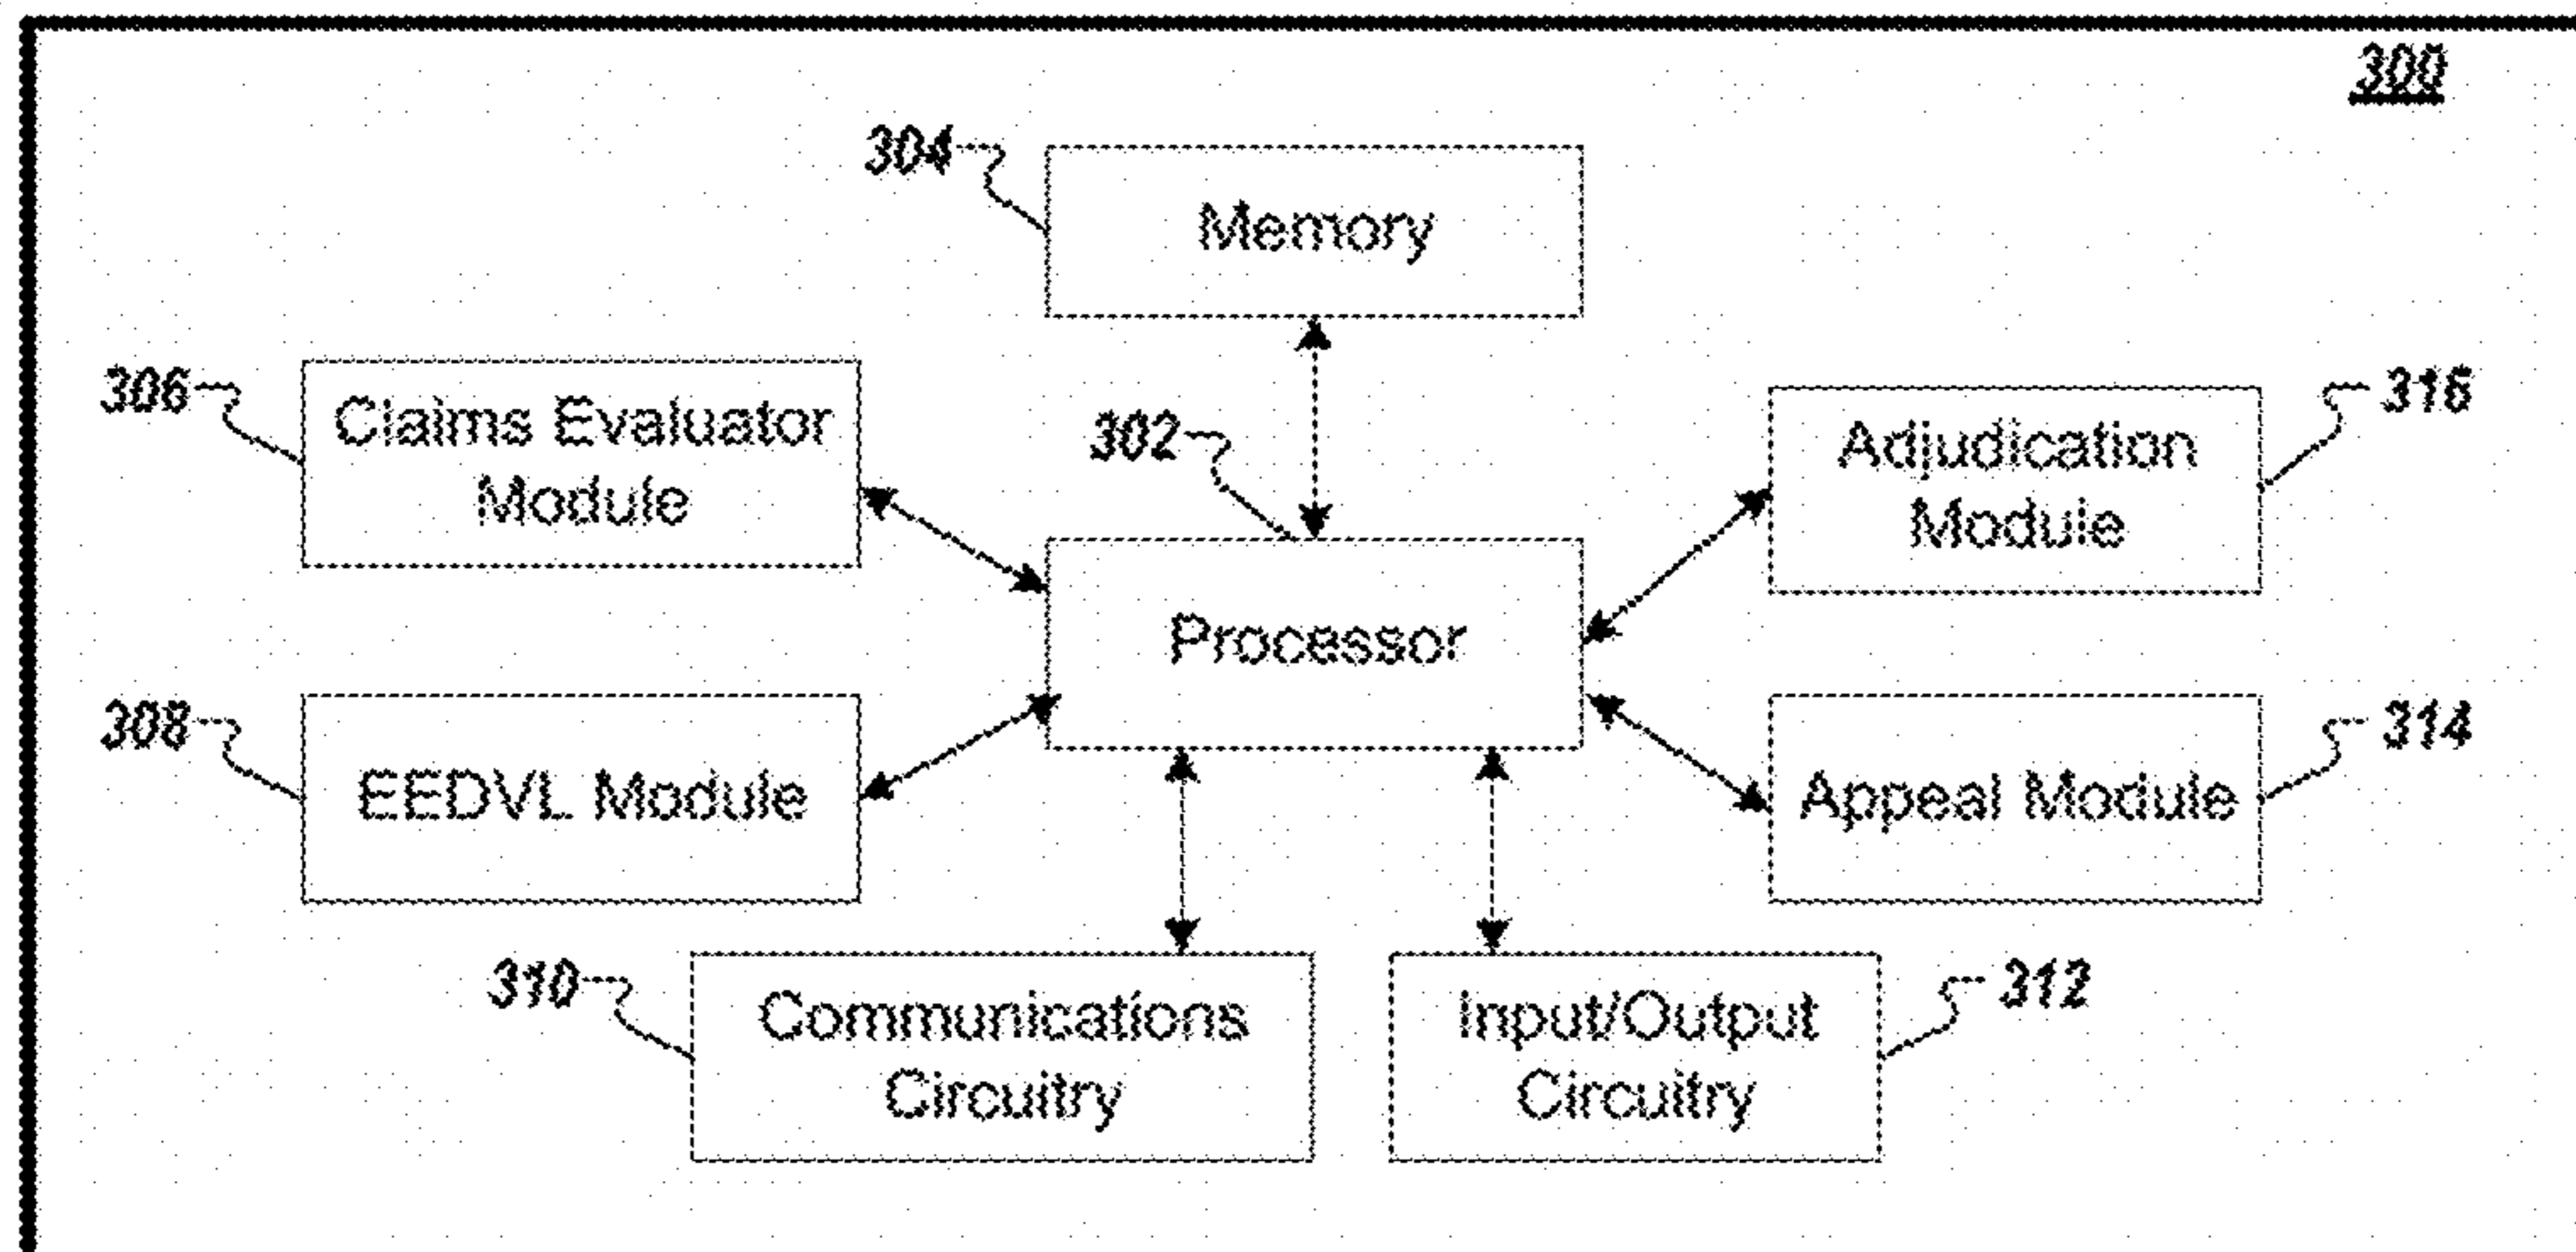 300
304
Memory
306
Claims Evaluator
Module
302
316
Adjudication
Module
Processor
308
EEDVL Module
314
Appeal Module
310
Communications
Circuitry
Input/Output
Circuitry
312